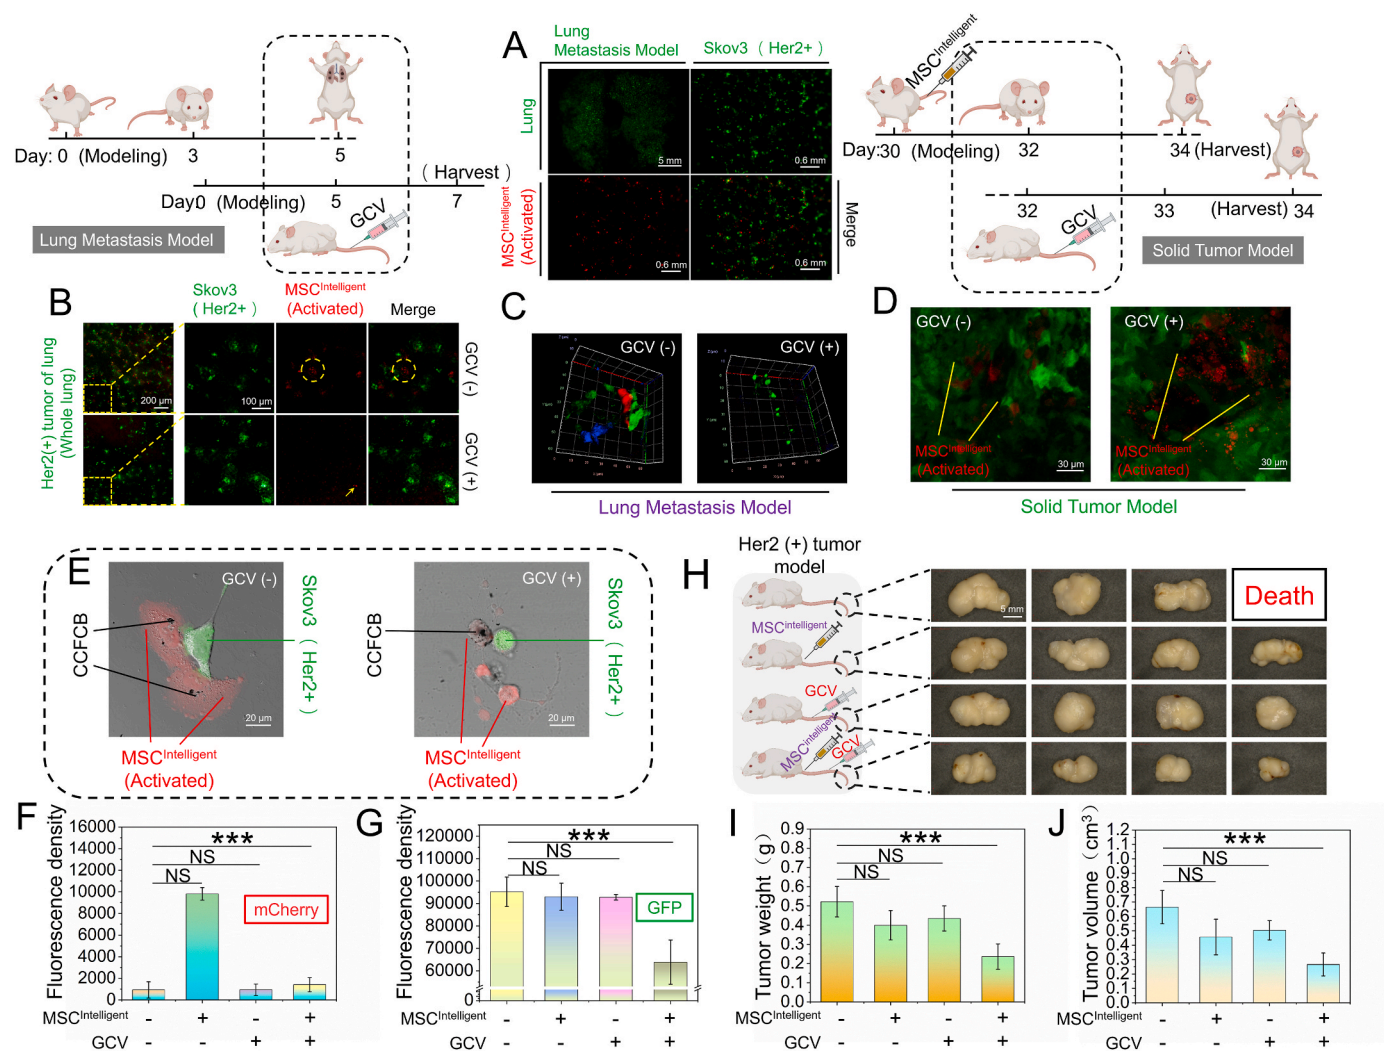 Day: 0 (Modeling) 3 5
(Harvest)
Day:0 (Modeling) 5 7
GCV
Lung Metastasis Model
A
Lung
Metastasis Model
Skov3 (Her2+)
Lung
5 mm
0.6 mm
MSCIntelligent
(Activated)
0.6 mm
0.6 mm
Merge
MSCIntelligent
Day:30 (Modeling) 32 34 (Harvest)
32 33 (Harvest) 34
GCV
Solid Tumor Model
B
Skov3
(Her2+)
MSCIntelligent
(Activated)
Merge
Her2(+) tumor of lung
(Whole lung)
200 μm
100 μm
GCV (-)
GCV (+)
C
GCV (-)
GCV (+)
Lung Metastasis Model
D
GCV (-)
MSCIntelligent
(Activated)
30 μm
GCV (+)
MSCIntelligent
(Activated)
30 μm
Solid Tumor Model
E
GCV (-)
CCFCB
Skov3 (Her2+)
20 μm
MSCIntelligent
(Activated)
GCV (+)
CCFCB
Skov3 (Her2+)
20 μm
MSCIntelligent
(Activated)
H
Her2 (+) tumor
model
MSCintelligent
GCV
MSCintelligent
GCV
5 mm
Death
F
Fluorescence density
16000
14000
12000
10000
8000
6000
4000
2000
0
***
NS
NS
mCherry
MSCIntelligent - + - +
GCV - - + +
G
Fluorescence density
120000
110000
100000
90000
80000
70000
60000
0
***
NS
NS
GFP
MSCIntelligent - + - +
GCV - - + +
I
Tumor weight (g)
0.9
0.8
0.7
0.6
0.5
0.4
0.3
0.2
0.1
0.0
***
NS
NS
MSCIntelligent - + - +
GCV - - + +
J
Tumor volume (cm3)
1.2
1.1
1.0
0.9
0.8
0.7
0.6
0.5
0.4
0.3
0.2
0.1
0.0
***
NS
NS
MSCIntelligent - + - +
GCV - - + +